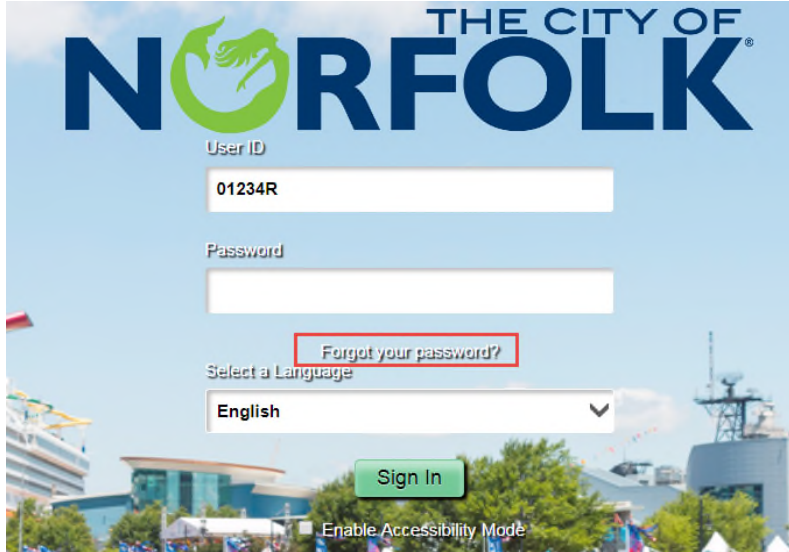 THE CITY OF
NORFOLK®
User ID
01234R
Password
Forgot your password?
Select a Language
English
Sign In
Enable Accessibility Mode